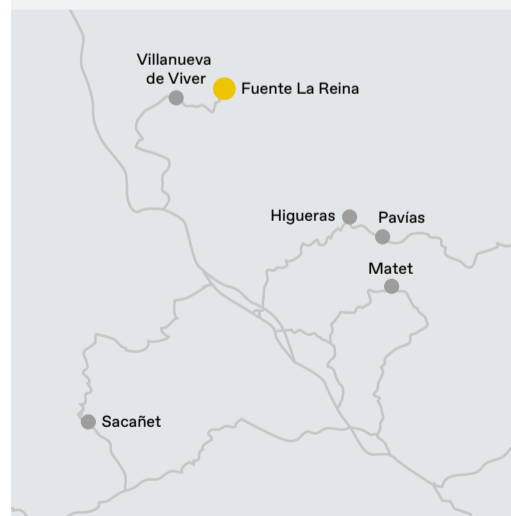 Villanueva
de Viver
Fuente La Reina
Higueras
Pavías
Matet
Sacañet